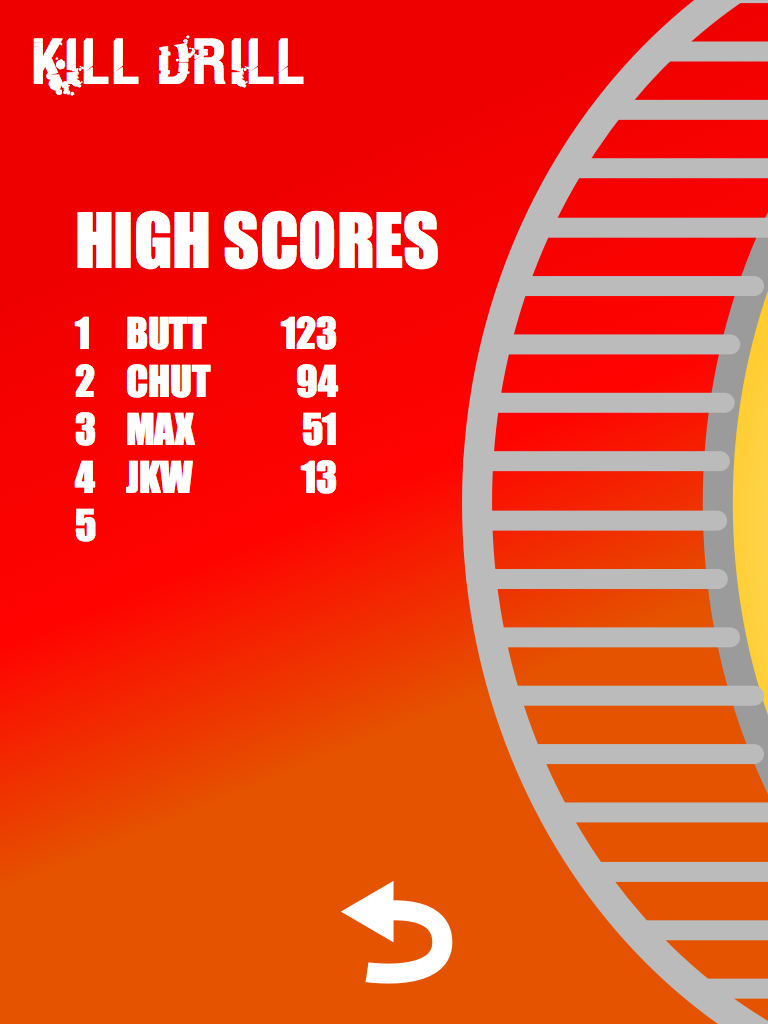 KILL DRILL
HIGH SCORES
1 BUTT 123
2 CHUT 94
3 MAX 51
4 JKW 13
5